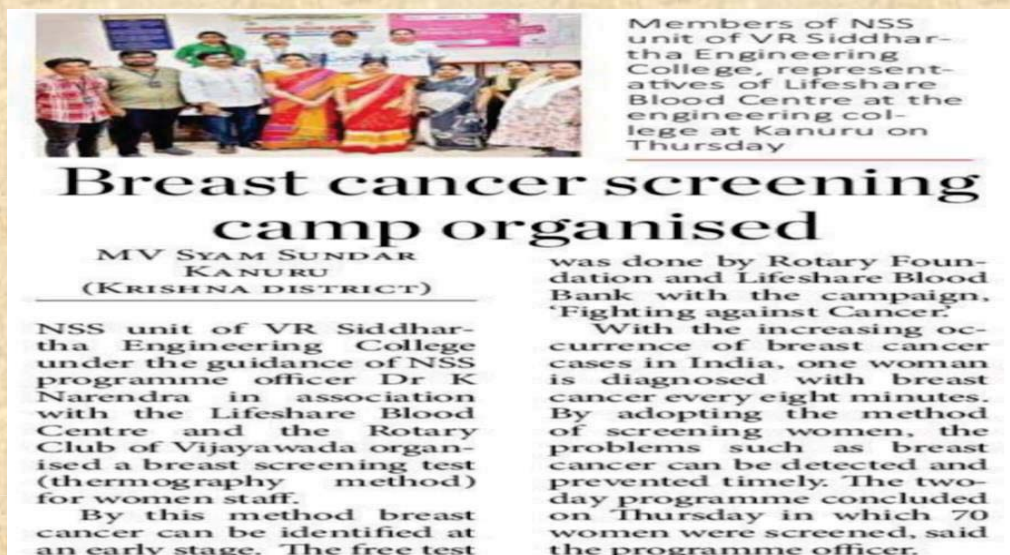 Members of NSS
unit of VR Siddhar-
tha Engineering
College, represent-
atives of Lifeshare
Blood Centre at the
engineering col-
lege at Kanuru on
Thursday
Breast cancer screening
camp organised
MV SYAM SUNDAR
KANURU
(KRISHNA DISTRICT)
NSS unit of VR Siddhar-
tha Engineering College
under the guidance of NSS
programme officer Dr K
Narendra in association
with the Lifeshare Blood
Centre and the Rotary
Club of Vijayawada organ-
ised a breast screening test
(thermography method)
for women staff.
By this method breast
cancer can be identified at
an early stage. The free test
was done by Rotary Foun-
dation and Lifeshare Blood
Bank with the campaign,
‘Fighting against Cancer.’
With the increasing oc-
currence of breast cancer
cases in India, one woman
is diagnosed with breast
cancer every eight minutes.
By adopting the method
of screening women, the
problems such as breast
cancer can be detected and
prevented timely. The two-
day programme concluded
on Thursday in which 70
women were screened, said
the programme officer.